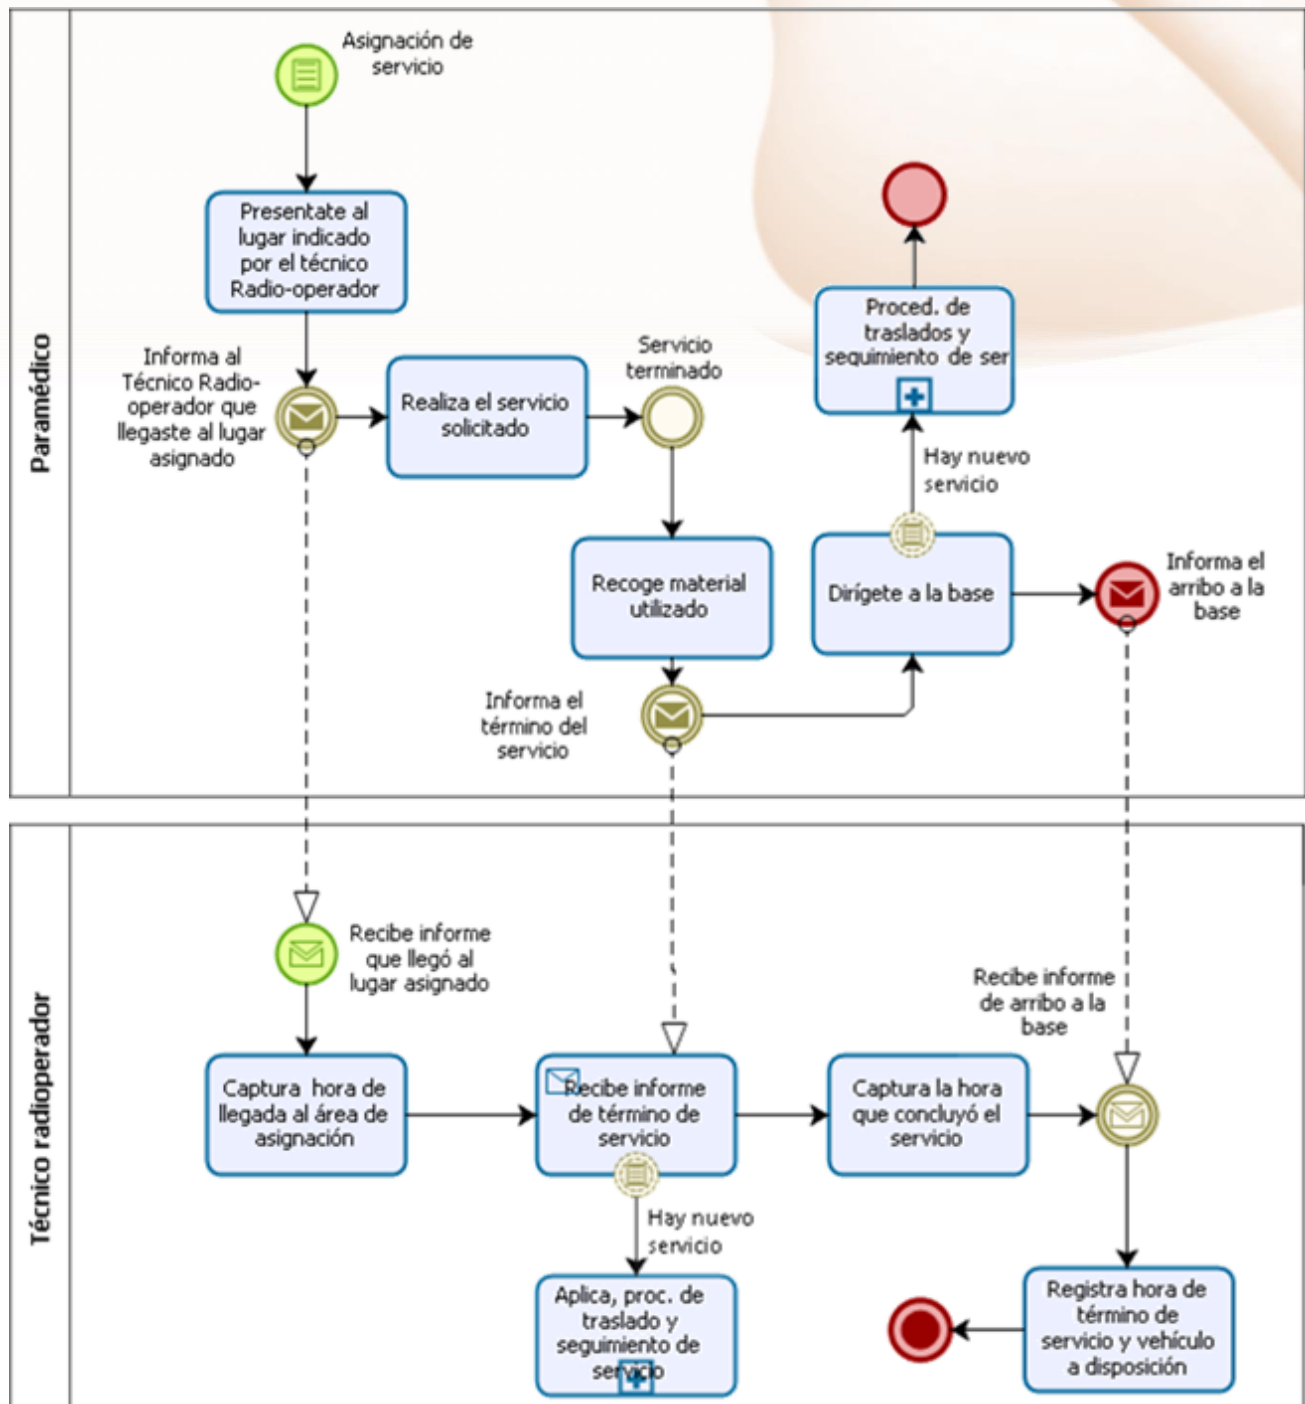 Paramédico
Asignación de
servicio
Presentate al
lugar indicado
por el técnico
Radio-operador
Informa al
Técnico Radio-
operador que
llegaste al lugar
asignado
Realiza el servicio
solicitado
Servicio
terminado
Recoge material
utilizado
Informa el
término del
servicio
Proced. de
traslados y
seguimiento de ser
Hay nuevo
servicio
Dirígete a la base
Informa el
arribo a la
base
Técnico radioperador
Recibe informe
que llegó al
lugar asignado
Captura hora de
llegada al área de
asignación
Recibe informe
de término de
servicio
Hay nuevo
servicio
Aplica, proc. de
traslado y
seguimiento de
servicio
Captura la hora
que concluyó el
servicio
Recibe informe
de arribo a la
base
Registra hora de
término de
servicio y vehículo
a disposición